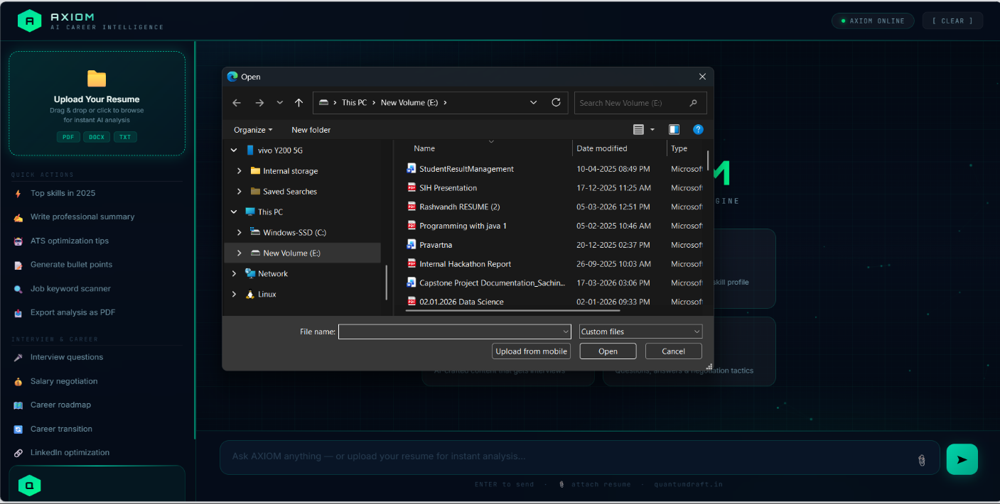 AXIOM
AI CAREER INTELLIGENCE
AXIOM ONLINE
[ CLEAR ]
Upload Your Resume
Drag & drop or click to browse
for instant AI analysis
PDF DOCX TXT
QUICK ACTIONS
Top skills in 2025
Write professional summary
ATS optimization tips
Generate bullet points
Job keyword scanner
Export analysis as PDF
INTERVIEW & CAREER
Interview questions
Salary negotiation
Career roadmap
Career transition
LinkedIn optimization
Open
This PC New Volume (E:)
Search New Volume (E:)
Organize New folder
vivo Y200 5G
Internal storage
Saved Searches
This PC
Windows-SSD (C:)
New Volume (E:)
Network
Linux
Name Date modified Type
StudentResultManagement 10-04-2025 08:49 PM Microsof
SIH Presentation 17-12-2025 11:25 AM Microsof
Rashvandh RESUME (2) 05-03-2026 12:51 PM Microsof
Programming with java 1 05-02-2026 10:46 AM Microsof
Pravartna 20-12-2025 02:37 PM Microsof
Internal Hackathon Report 26-09-2025 10:03 AM Microsof
Capstone Project Documentation_Sachin... 17-03-2026 03:06 PM Microsof
02.01.2026 Data Science 02-01-2026 09:33 PM Microsof
File name: Custom files
Upload from mobile Open Cancel
M
GINE
skill profile
AI-crafted content that gets interviews
Questions, answers & negotiation tactics
Ask AXIOM anything — or upload your resume for instant analysis...
ENTER to send · attach resume · quantumdraft.in